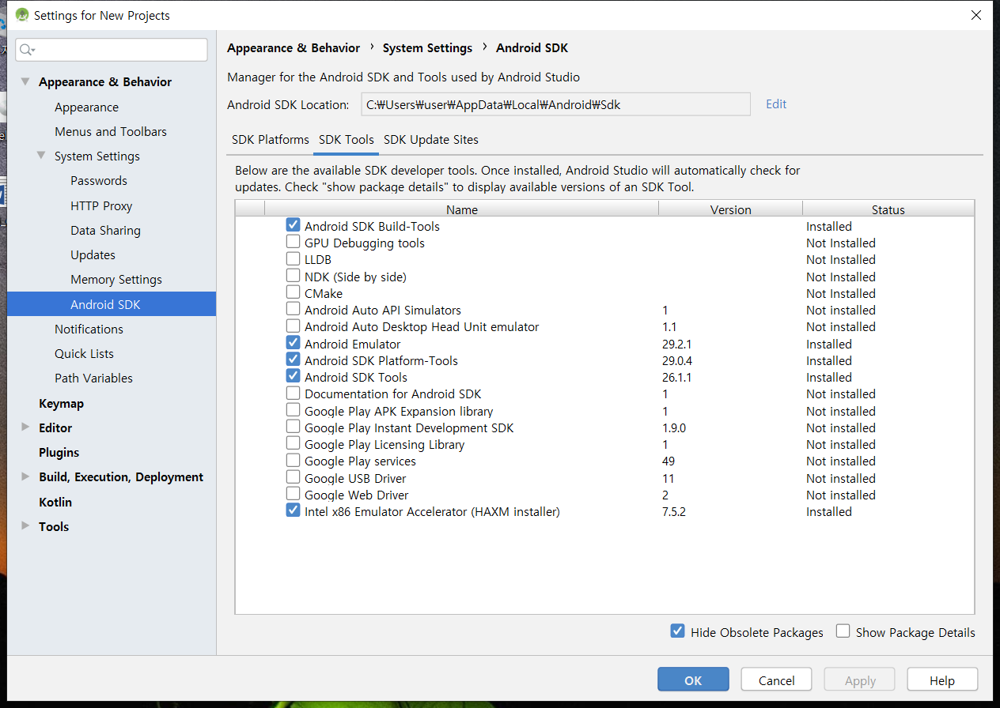 Settings for New Projects
Appearance & Behavior
Appearance
Menus and Toolbars
System Settings
Passwords
HTTP Proxy
Data Sharing
Updates
Memory Settings
Android SDK
Notifications
Quick Lists
Path Variables
Keymap
Editor
Plugins
Build, Execution, Deployment
Kotlin
Tools
Appearance & Behavior › System Settings › Android SDK
Manager for the Android SDK and Tools used by Android Studio
Android SDK Location: C:₩Users₩user₩AppData₩Local₩Android₩Sdk Edit
SDK Platforms SDK Tools SDK Update Sites
Below are the available SDK developer tools. Once installed, Android Studio will automatically check for
updates. Check "show package details" to display available versions of an SDK Tool.
Name Version Status
Android SDK Build-Tools Installed
GPU Debugging tools Not Installed
LLDB Not Installed
NDK (Side by side) Not Installed
CMake Not Installed
Android Auto API Simulators 1 Not installed
Android Auto Desktop Head Unit emulator 1.1 Not installed
Android Emulator 29.2.1 Installed
Android SDK Platform-Tools 29.0.4 Installed
Android SDK Tools 26.1.1 Installed
Documentation for Android SDK 1 Not installed
Google Play APK Expansion library 1 Not installed
Google Play Instant Development SDK 1.9.0 Not installed
Google Play Licensing Library 1 Not installed
Google Play services 49 Not installed
Google USB Driver 11 Not installed
Google Web Driver 2 Not installed
Intel x86 Emulator Accelerator (HAXM installer) 7.5.2 Installed
Hide Obsolete Packages Show Package Details
OK Cancel Apply Help